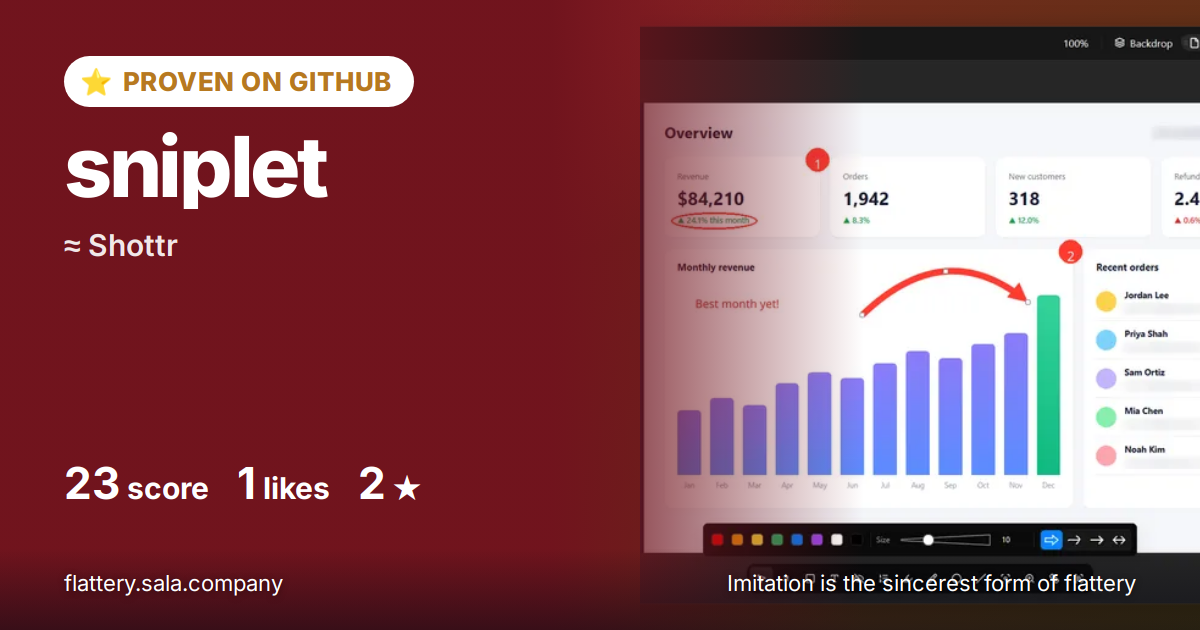 ⭐ PROVEN ON GITHUB
sniplet
≈ Shottr
23 score 1 likes 2 ★
flattery.sala.company
100% Backdrop
Overview
1
Revenue
$84,210
▲ 24.1% this month
Orders
1,942
▲ 8.3%
New customers
318
▲ 12.0%
Refund
2.4
▲ 0.6%
Monthly revenue
Best month yet!
2
Jan Feb Mar Apr May Jun Jul Aug Sep Oct Nov Dec
Recent orders
Jordan Lee
Priya Shah
Sam Ortiz
Mia Chen
Noah Kim
Size 10
Imitation is the sincerest form of flattery